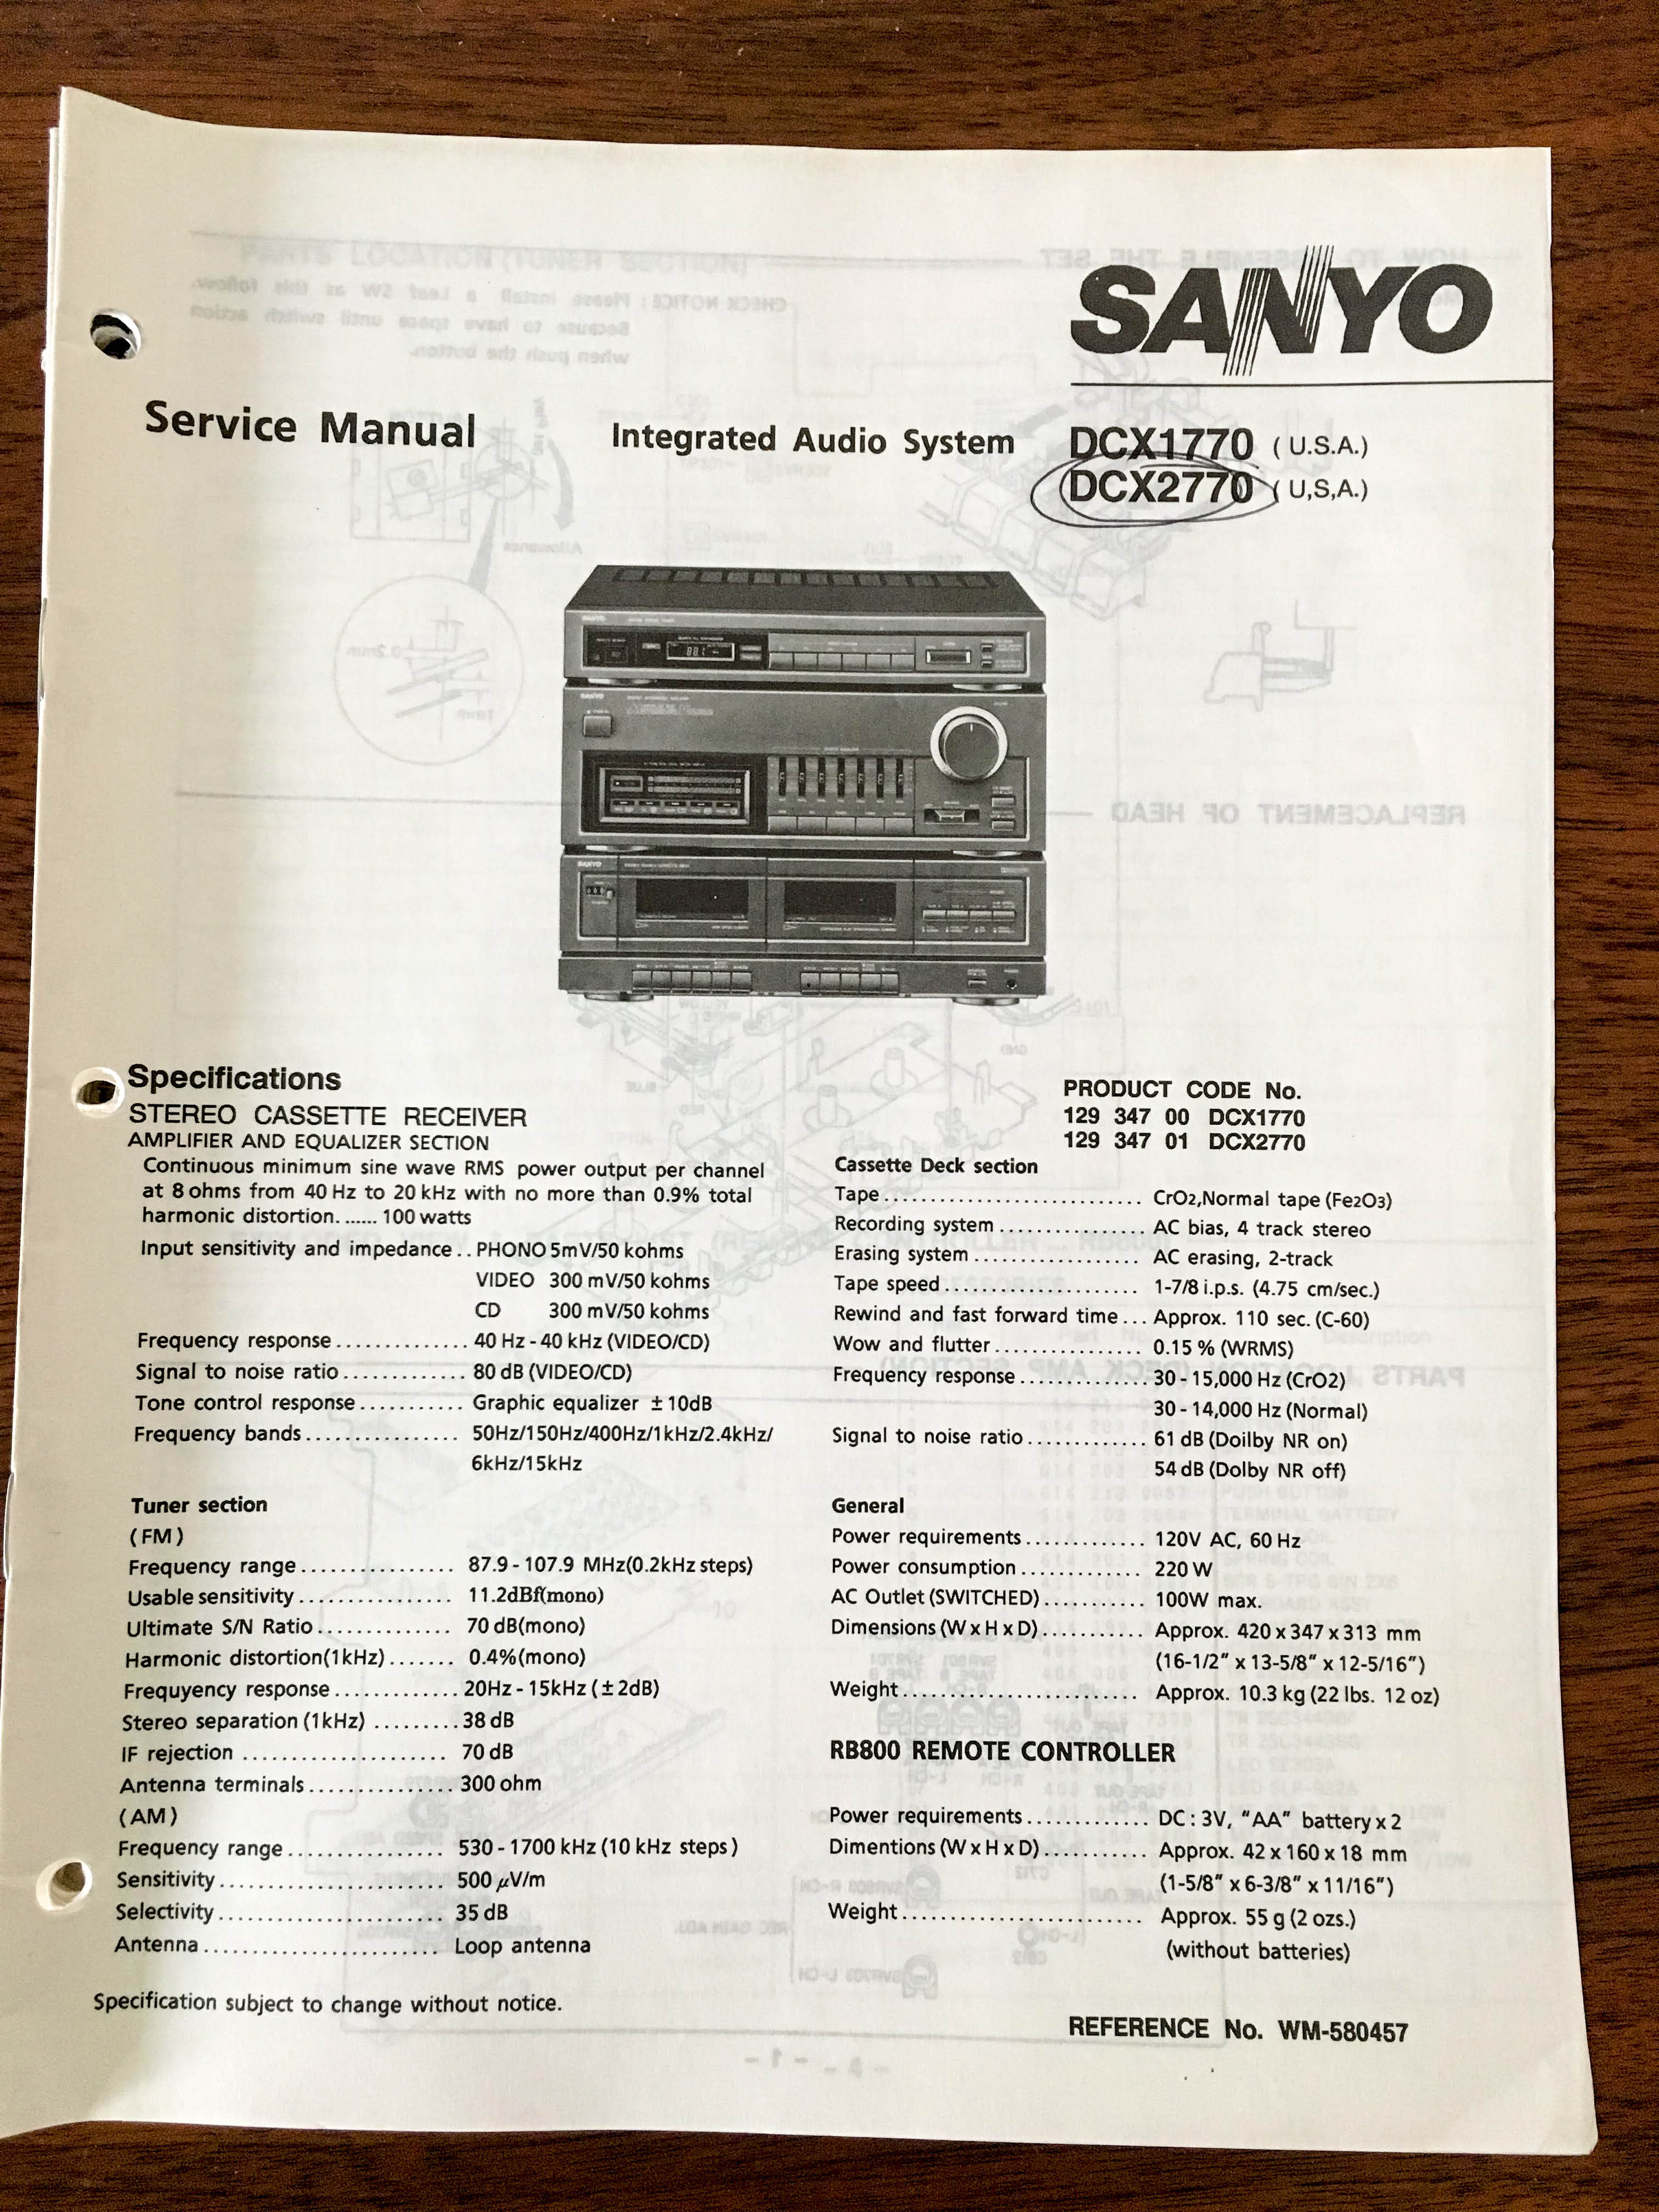 SANYO
Service Manual Integrated Audio System DCX1770 (U.S.A.)
DCX2770 (U,S,A.)
SANYO
SANYO
SANYO
Specifications
STEREO CASSETTE RECEIVER
AMPLIFIER AND EQUALIZER SECTION
Continuous minimum sine wave RMS power output per channel
at 8 ohms from 40 Hz to 20 kHz with no more than 0.9% total
harmonic distortion. ...... 100 watts
Input sensitivity and impedance .. PHONO 5mV/50 kohms
VIDEO 300 mV/50 kohms
CD 300 mV/50 kohms
Frequency response .............. 40 Hz - 40 kHz (VIDEO/CD)
Signal to noise ratio ............. 80 dB (VIDEO/CD)
Tone control response ........... Graphic equalizer ± 10dB
Frequency bands ................ 50Hz/150Hz/400Hz/1kHz/2.4kHz/
6kHz/15kHz
Tuner section
(FM)
Frequency range ................ 87.9 - 107.9 MHz(0.2kHz steps)
Usable sensitivity ................ 11.2dBf(mono)
Ultimate S/N Ratio .............. 70 dB(mono)
Harmonic distortion(1kHz) ....... 0.4%(mono)
Frequyency response ............. 20Hz - 15kHz (± 2dB)
Stereo separation (1kHz) ......... 38 dB
IF rejection ..................... 70 dB
Antenna terminals ............... 300 ohm
(AM)
Frequency range ................ 530 - 1700 kHz (10 kHz steps)
Sensitivity ....................... 500 μV/m
Selectivity ....................... 35 dB
Antenna ........................ Loop antenna
Specification subject to change without notice.
PRODUCT CODE No.
129 347 00 DCX1770
129 347 01 DCX2770
Cassette Deck section
Tape ........................... CrO2,Normal tape (Fe2O3)
Recording system ............... AC bias, 4 track stereo
Erasing system ................. AC erasing, 2-track
Tape speed ..................... 1-7/8 i.p.s. (4.75 cm/sec.)
Rewind and fast forward time ... Approx. 110 sec. (C-60)
Wow and flutter ................ 0.15 % (WRMS)
Frequency response .............. 30 - 15,000 Hz (CrO2)
30 - 14,000 Hz (Normal)
Signal to noise ratio ............. 61 dB (Doilby NR on)
54 dB (Dolby NR off)
General
Power requirements ............. 120V AC, 60 Hz
Power consumption .............. 220 W
AC Outlet (SWITCHED) ........... 100W max.
Dimensions (W x H x D) ........... Approx. 420 x 347 x 313 mm
(16-1/2" x 13-5/8" x 12-5/16")
Weight ......................... Approx. 10.3 kg (22 lbs. 12 oz)
RB800 REMOTE CONTROLLER
Power requirements ............. DC : 3V, "AA" battery x 2
Dimentions (W x H x D) ........... Approx. 42 x 160 x 18 mm
(1-5/8" x 6-3/8" x 11/16")
Weight .......................... Approx. 55 g (2 ozs.)
(without batteries)
REFERENCE No. WM-580457